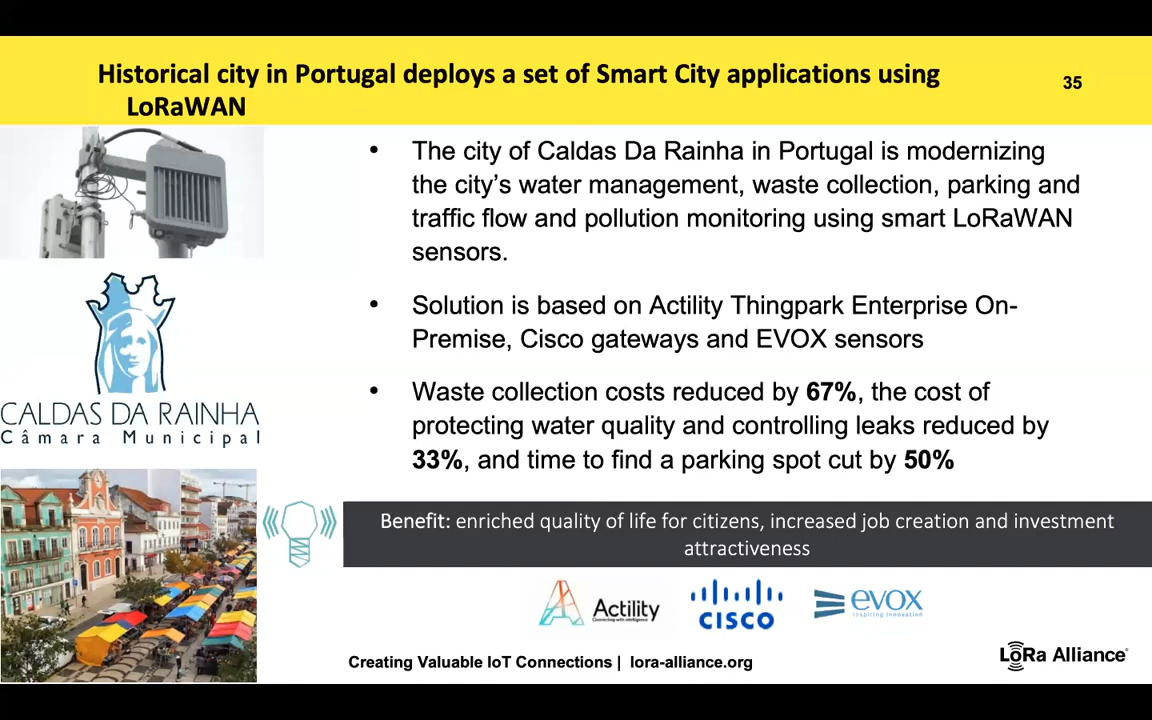 Historical city in Portugal deploys a set of Smart City applications using
LoRaWAN
35
• The city of Caldas Da Rainha in Portugal is modernizing
the city’s water management, waste collection, parking and
traffic flow and pollution monitoring using smart LoRaWAN
sensors.
• Solution is based on Actility Thingpark Enterprise On-
Premise, Cisco gateways and EVOX sensors
• Waste collection costs reduced by 67%, the cost of
protecting water quality and controlling leaks reduced by
33%, and time to find a parking spot cut by 50%
CALDAS DA RAINHA
Câmara Municipal
Benefit: enriched quality of life for citizens, increased job creation and investment
attractiveness
Actility
Connecting with intelligence
CISCO
evox
inspiring innovation
Creating Valuable IoT Connections | lora-alliance.org
LoRa Alliance®